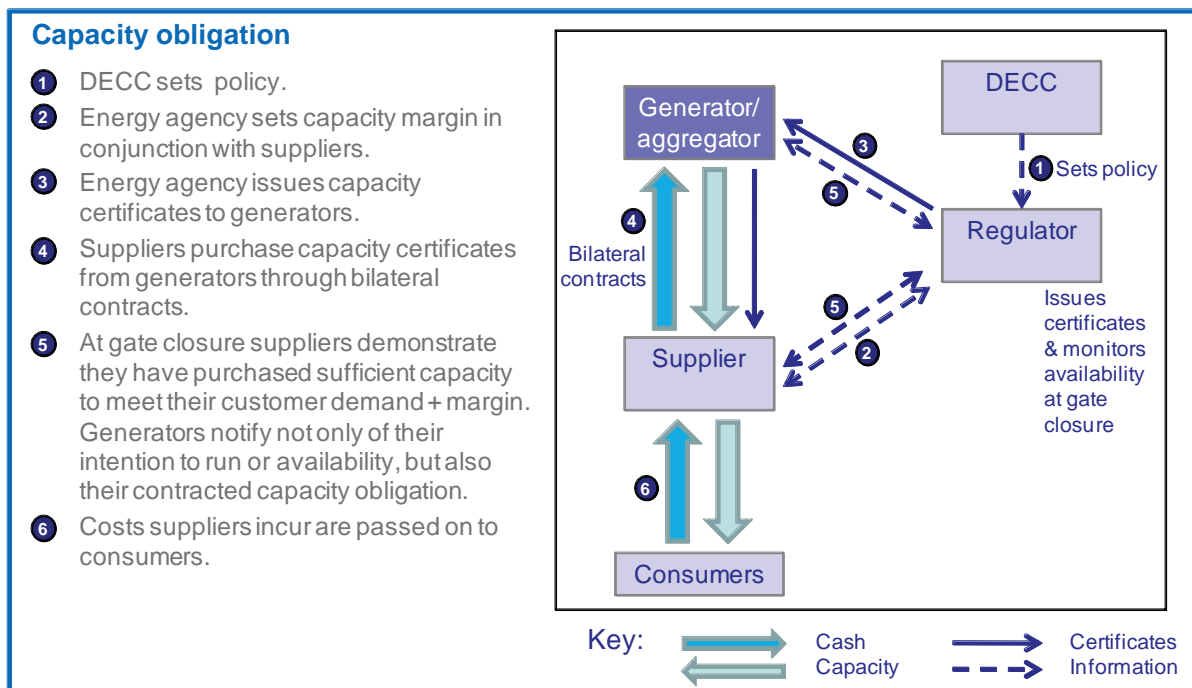 Capacity obligation
1 DECC sets policy.
2 Energy agency sets capacity margin in
conjunction with suppliers.
3 Energy agency issues capacity
certificates to generators.
4 Suppliers purchase capacity certificates
from generators through bilateral
contracts.
5 At gate closure suppliers demonstrate
they have purchased sufficient capacity
to meet their customer demand + margin.
Generators notify not only of their
intention to run or availability, but also
their contracted capacity obligation.
6 Costs suppliers incur are passed on to
consumers.
Generator/
aggregator
DECC
3
5
1 Sets policy
4
Bilateral
contracts
Regulator
5
2
Issues
certificates
& monitors
availability
at gate
closure
Supplier
6
Consumers
Key:
Cash
Capacity
Certificates
Information